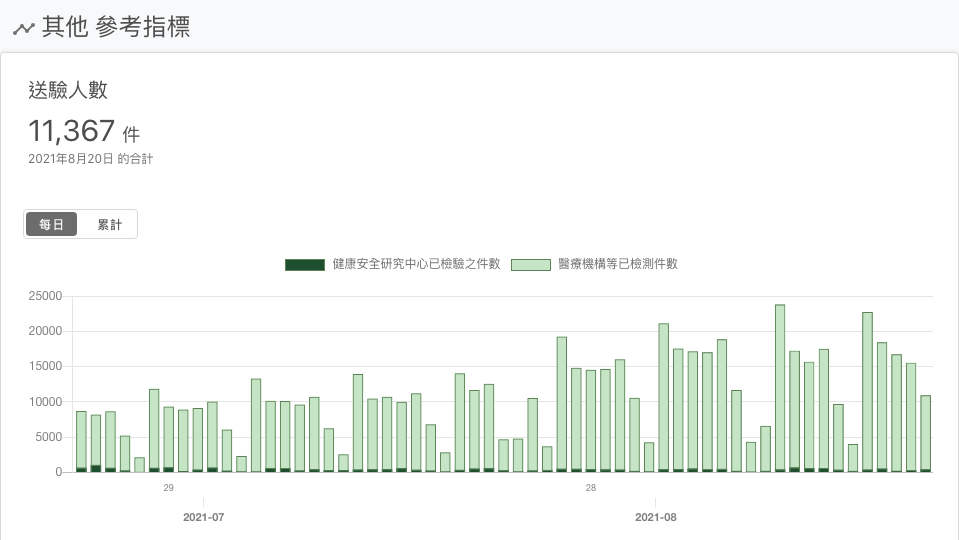 其他 參考指標
送驗人數
11,367 件
2021年8月20日 的合計
每日 累計
健康安全研究中心已檢驗之件數 醫療機構等已檢測件數
25000
20000
15000
10000
5000
0
29 28
2021-07 2021-08